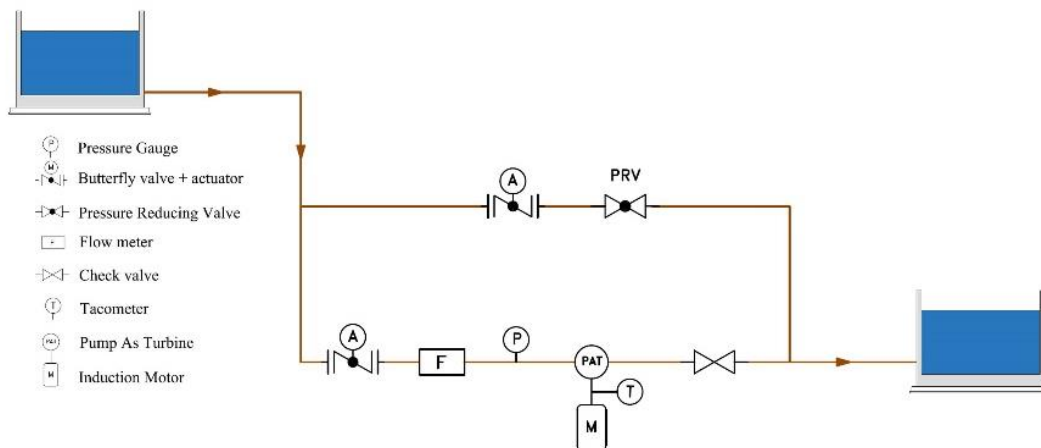 P
Pressure Gauge
M
Butterfly valve + actuator
Pressure Reducing Valve
F
Flow meter
Check valve
T
Tacometer
PAT
Pump As Turbine
M
Induction Motor
A
PRV
A
F
P
PAT
T
M